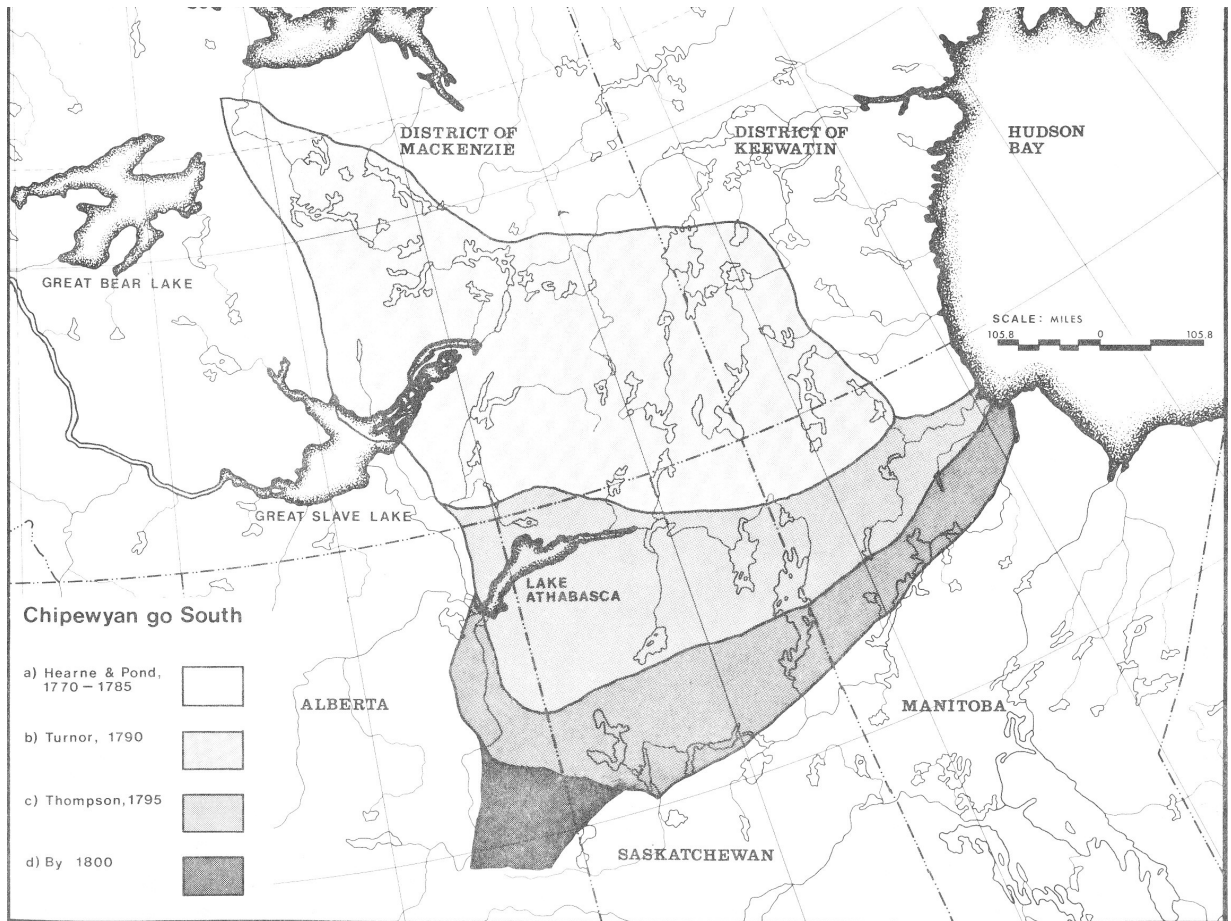 DISTRICT OF
MACKENZIE
DISTRICT OF
KEEWATIN
HUDSON
BAY
GREAT BEAR LAKE
SCALE: MILES
105.8 0 105.8
GREAT SLAVE LAKE
LAKE
ATHABASCA
Chipewyan go South
a) Hearne & Pond,
1770 – 1785
b) Turnor, 1790
c) Thompson, 1795
d) By 1800
ALBERTA
MANITOBA
SASKATCHEWAN